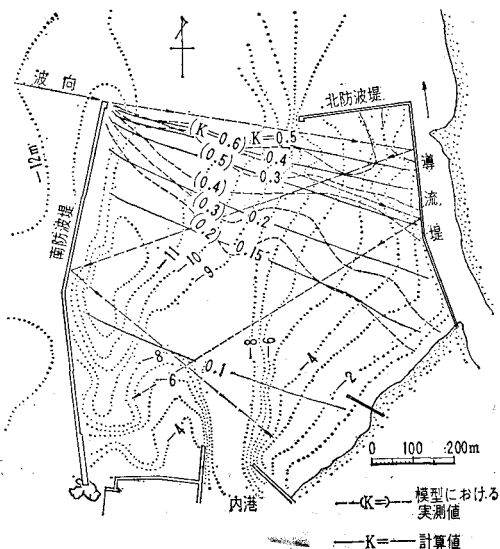 波向
北防波堤
(K=0.6) K=0.5
(0.5) 0.4
(0.4) 0.3
(0.3) 0.2
(0.2) 0.15
導流堤
-12m
南防波堤
-11
-10
-9
-8
-6
-8
-6
-4
-2
0.1
-4
0 100 200m
内港
(K=) 模型における
実測値
K= 計算値